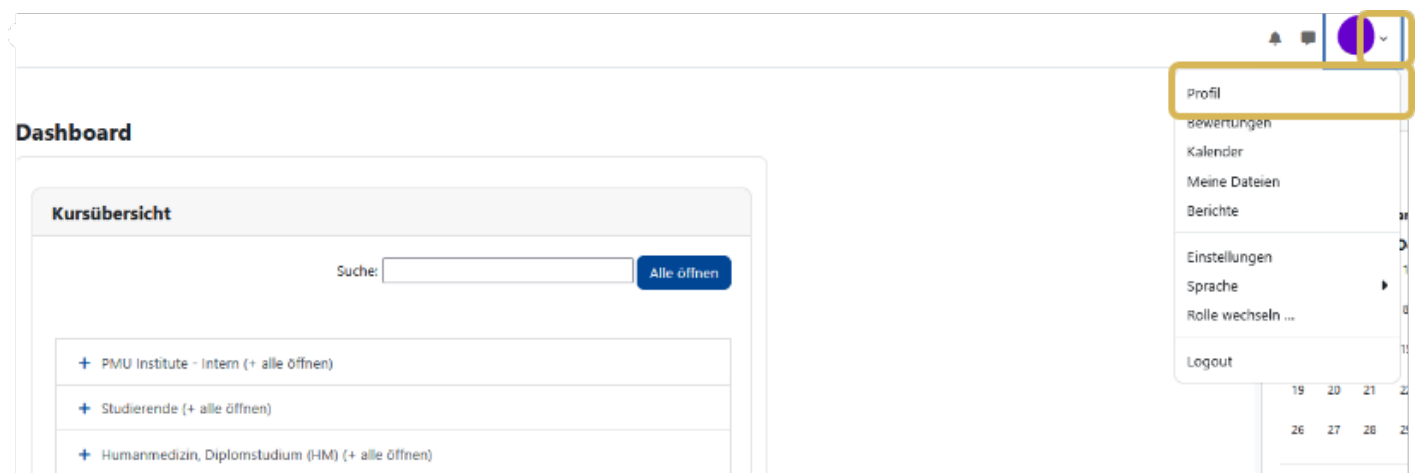 Profil
Bewertungen
Kalender
Meine Dateien
Berichte
Einstellungen
Sprache
Rolle wechseln ...
Logout
Dashboard
Kursübersicht
Suche:
Alle öffnen
+ PMU Institute - Intern (+ alle öffnen)
+ Studierende (+ alle öffnen)
+ Humanmedizin, Diplomstudium (HM) (+ alle öffnen)
19 20 21
26 27 28